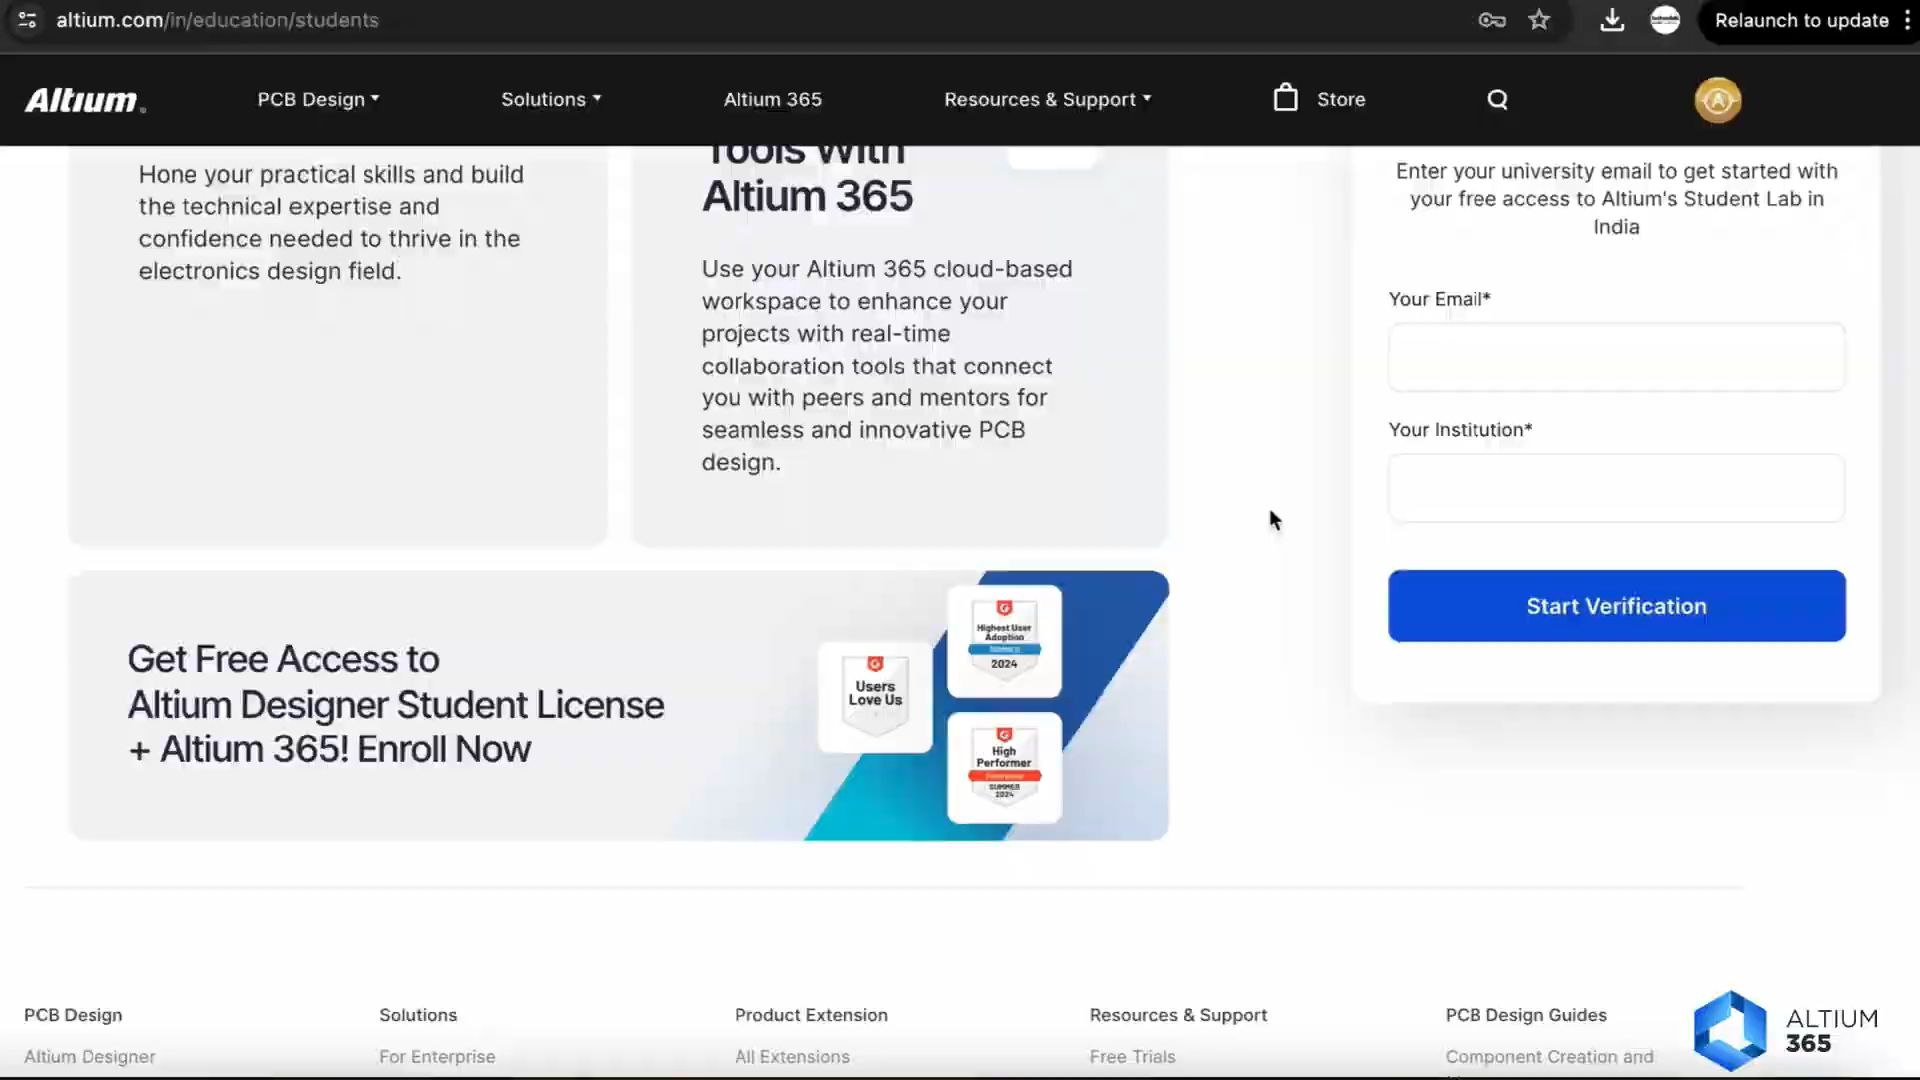 altium.com/in/education/students
Relaunch to update
Altium
PCB Design
Solutions
Altium 365
Resources & Support
Store
Hone your practical skills and build
the technical expertise and
confidence needed to thrive in the
electronics design field.
Tools With
Altium 365
Use your Altium 365 cloud-based
workspace to enhance your
projects with real-time
collaboration tools that connect
you with peers and mentors for
seamless and innovative PCB
design.
Enter your university email to get started with
your free access to Altium's Student Lab in
India
Your Email*
Your Institution*
Start Verification
Get Free Access to
Altium Designer Student License
+ Altium 365! Enroll Now
Users
Love Us
Highest User
Adoption
2024
High
Performer
SUMMER
2024
PCB Design
Altium Designer
Solutions
For Enterprise
Product Extension
All Extensions
Resources & Support
Free Trials
PCB Design Guides
Component Creation and
ALTIUM
365